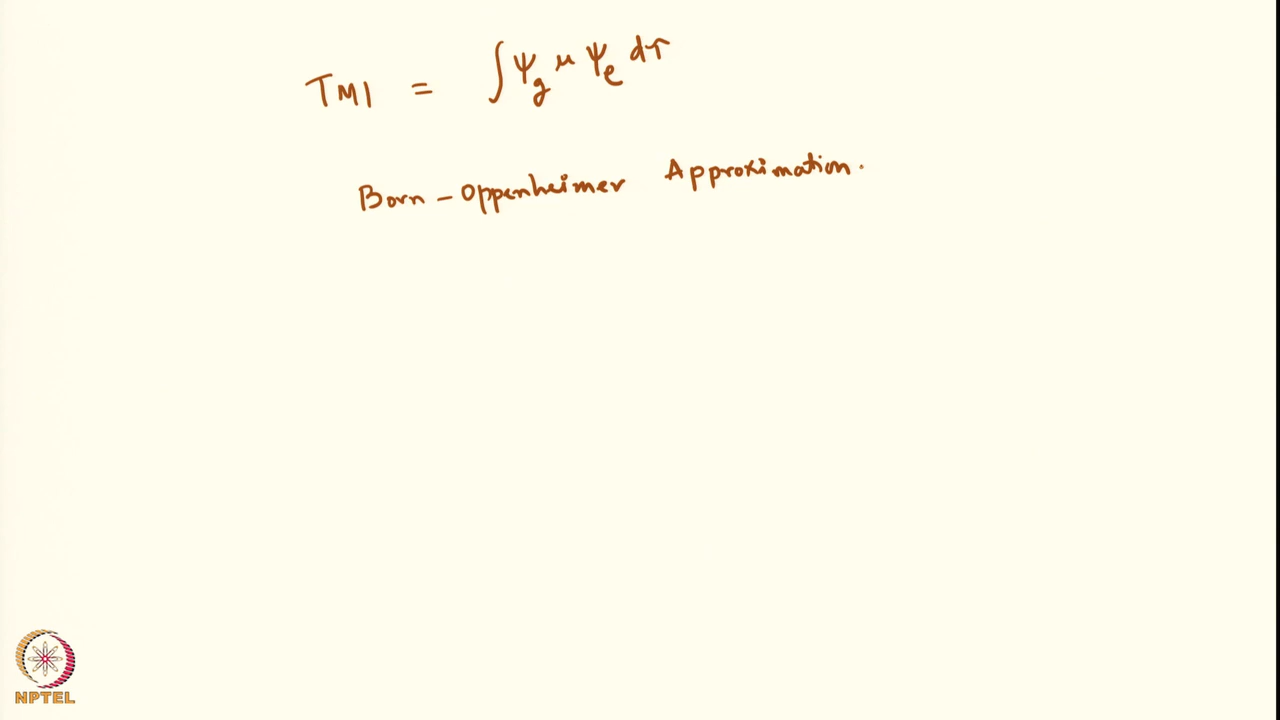 TMI = ∫ψg μ ψe dτ
Born – Oppenheimer Approximation.
NPTEL